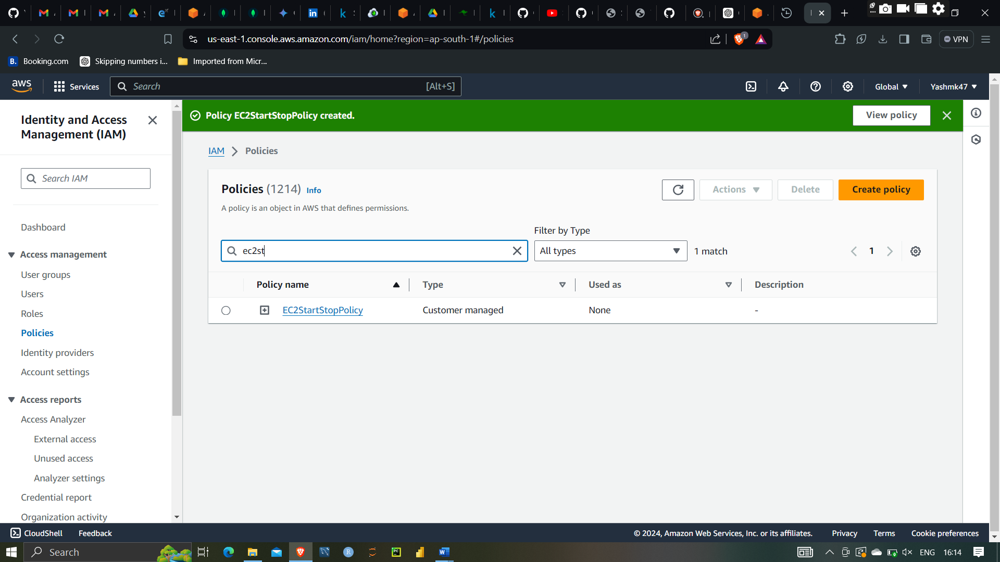 us-east-1.console.aws.amazon.com/iam/home?region=ap-south-1#/policies
1
VPN
B.
Booking.com
Skipping numbers i...
Imported from Micr...
aws
Services
Search
[Alt+S]
Global
Yashmk47
Identity and Access
Management (IAM)
Search IAM
Dashboard
Access management
User groups
Users
Roles
Policies
Identity providers
Account settings
Access reports
Access Analyzer
External access
Unused access
Analyzer settings
Credential report
Organization activity
Policy EC2StartStopPolicy created.
View policy
IAM
Policies
Policies (1214) Info
Actions
Delete
Create policy
A policy is an object in AWS that defines permissions.
Filter by Type
ec2st
All types
1 match
1
Policy name
Type
Used as
Description
EC2StartStopPolicy
Customer managed
None
-
CloudShell
Feedback
© 2024, Amazon Web Services, Inc. or its affiliates.
Privacy
Terms
Cookie preferences
Search
ENG
16:14